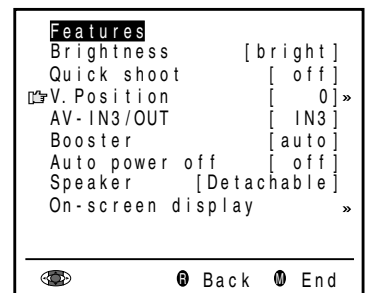 Features
Brightness [bright]
Quick shoot [ off]
V. Position [ 0]»
AV-IN3/OUT [ IN3]
Booster [auto]
Auto power off [ off]
Speaker [Detachable]
On-screen display »
R Back M End